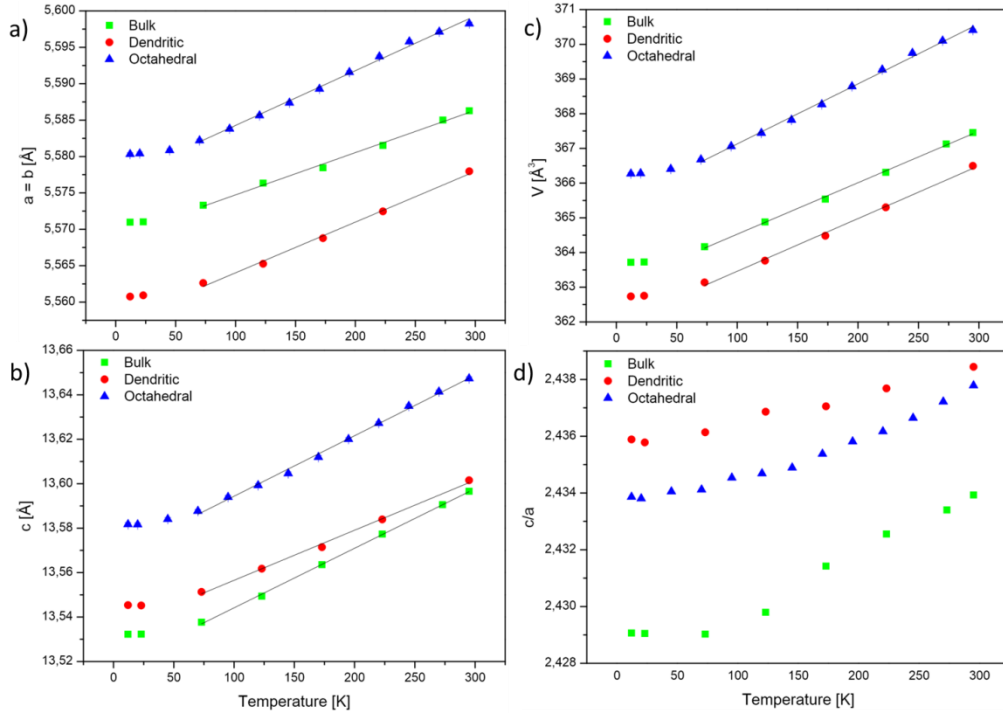 a)
5,600
5,595
5,590
5,585
5,580
5,575
5,570
5,565
5,560
a = b [Å]
Bulk
Dendritic
Octahedral
0 50 100 150 200 250 300
c)
371
370
369
368
367
366
365
364
363
362
V [Å³]
Bulk
Dendritic
Octahedral
0 50 100 150 200 250 300
b)
13,66
13,64
13,62
13,60
13,58
13,56
13,54
13,52
c [Å]
Bulk
Dendritic
Octahedral
0 50 100 150 200 250 300
Temperature [K]
d)
2,438
2,436
2,434
2,432
2,430
2,428
c/a
Bulk
Dendritic
Octahedral
0 50 100 150 200 250 300
Temperature [K]